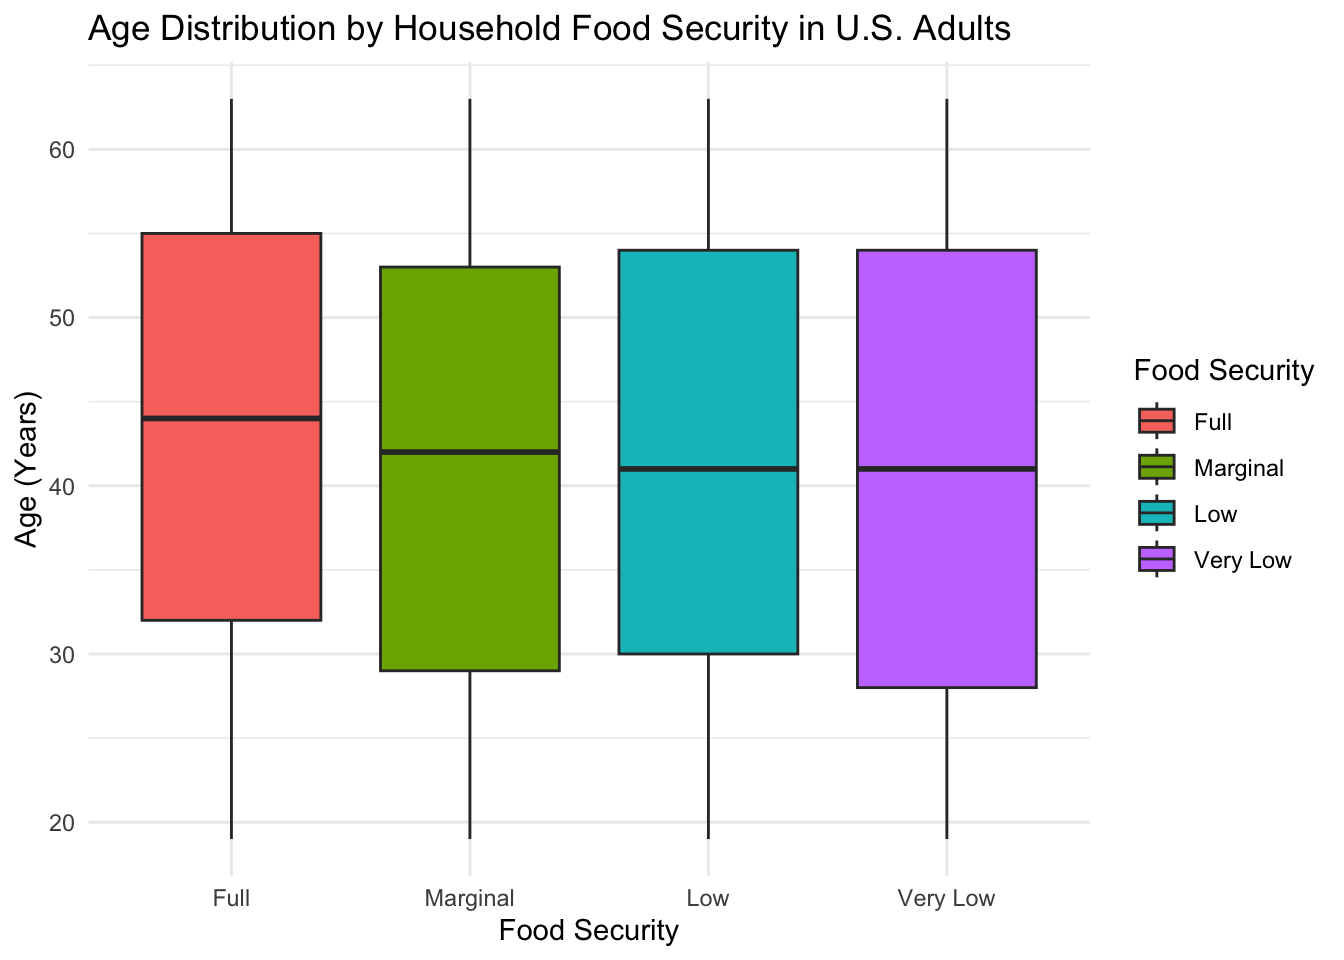 Age Distribution by Household Food Security in U.S. Adults
Age (Years)
60
50
40
30
20
Full
Marginal
Low
Very Low
Food Security
Food Security
Full
Marginal
Low
Very Low